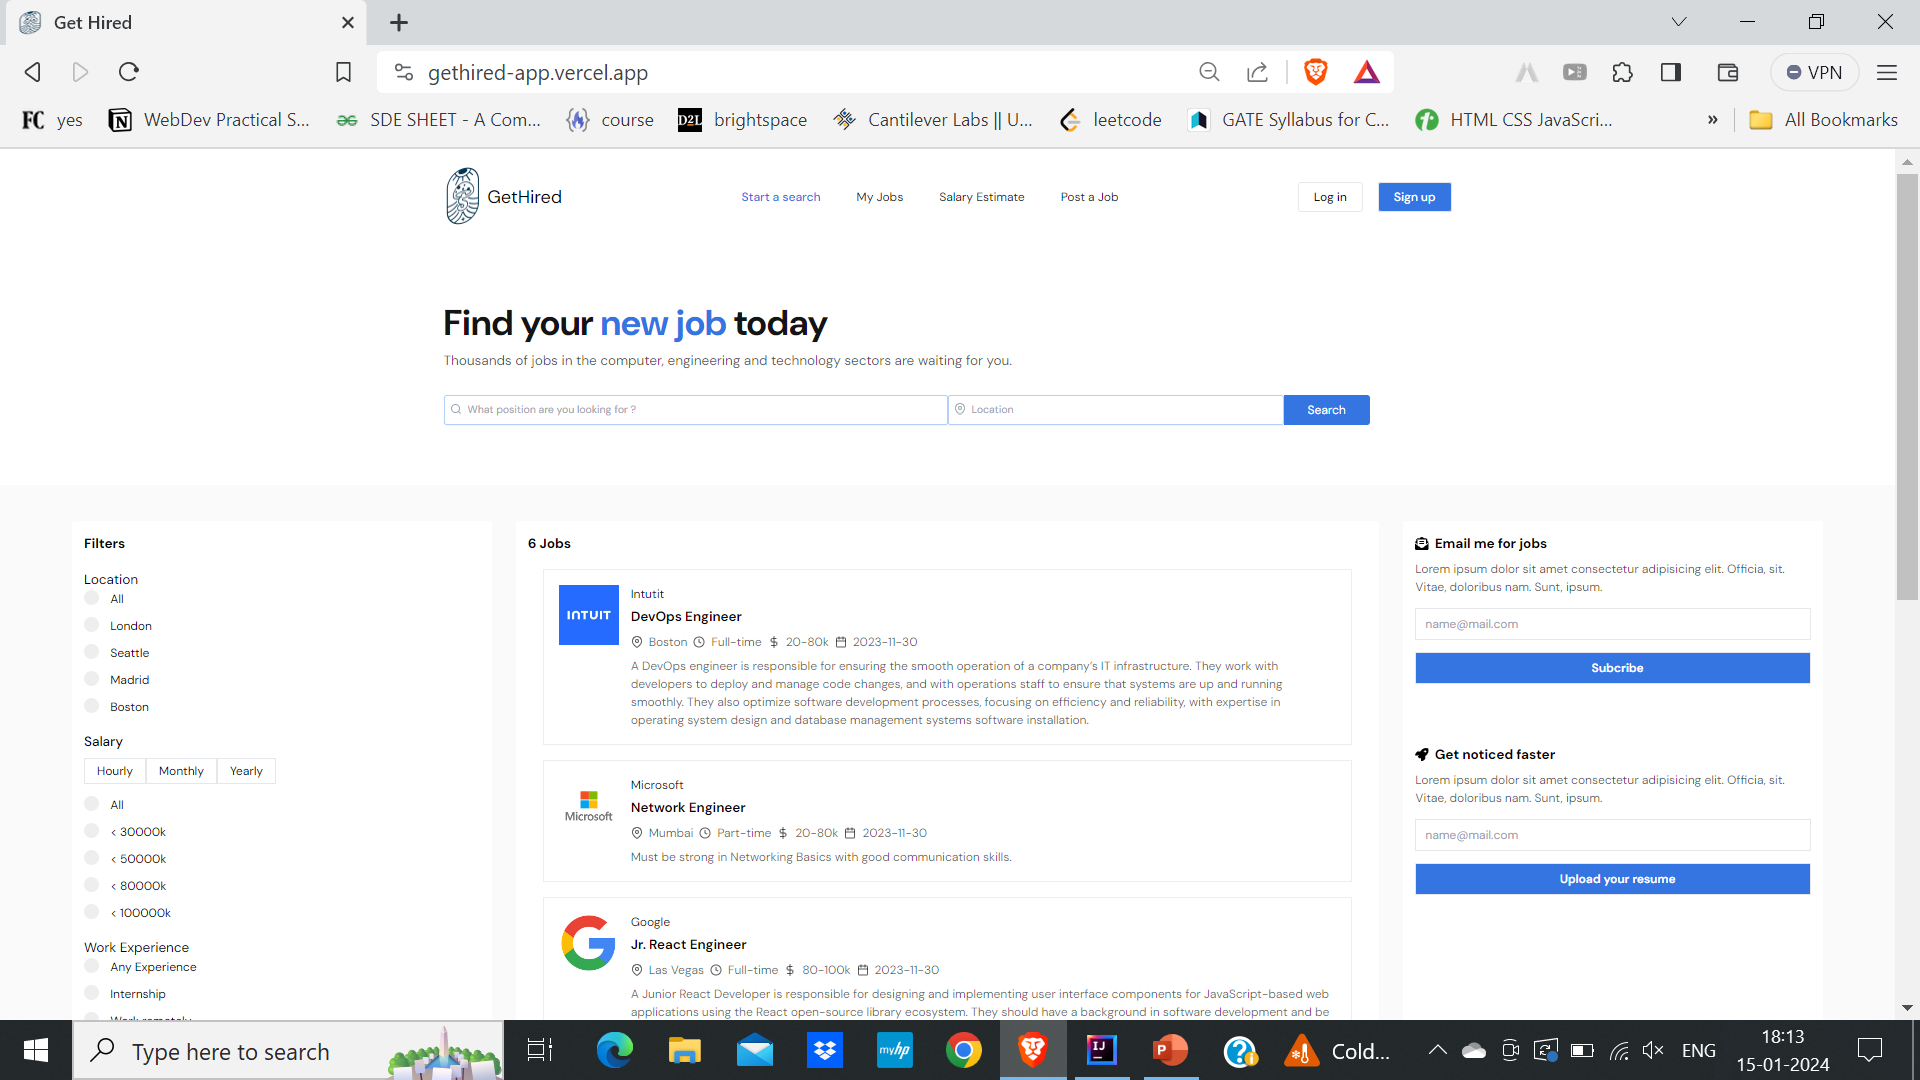 Get Hired
gethired-app.vercel.app
VPN
FC yes
WebDev Practical S...
SDE SHEET - A Com...
course
D2L brightspace
Cantilever Labs || U...
leetcode
GATE Syllabus for C...
HTML CSS JavaScri...
»
All Bookmarks
GetHired
Start a search
My Jobs
Salary Estimate
Post a Job
Log in
Sign up
Find your new job today
Thousands of jobs in the computer, engineering and technology sectors are waiting for you.
What position are you looking for ?
Location
Search
Filters
Location
All
London
Seattle
Madrid
Boston
Salary
Hourly Monthly Yearly
All
< 30000k
< 50000k
< 80000k
< 100000k
Work Experience
Any Experience
Internship
Work remotely
6 Jobs
INTUIT
Intutit
DevOps Engineer
Boston Full-time $ 20-80k 2023-11-30
A DevOps engineer is responsible for ensuring the smooth operation of a company's IT infrastructure. They work with
developers to deploy and manage code changes, and with operations staff to ensure that systems are up and running
smoothly. They also optimize software development processes, focusing on efficiency and reliability, with expertise in
operating system design and database management systems software installation.
Microsoft
Microsoft
Network Engineer
Mumbai Part-time $ 20-80k 2023-11-30
Must be strong in Networking Basics with good communication skills.
Google
Jr. React Engineer
Las Vegas Full-time $ 80-100k 2023-11-30
A Junior React Developer is responsible for designing and implementing user interface components for JavaScript-based web
applications using the React open-source library ecosystem. They should have a background in software development and be
Email me for jobs
Lorem ipsum dolor sit amet consectetur adipisicing elit. Officia, sit.
Vitae, doloribus nam. Sunt, ipsum.
name@mail.com
Subcribe
Get noticed faster
Lorem ipsum dolor sit amet consectetur adipisicing elit. Officia, sit.
Vitae, doloribus nam. Sunt, ipsum.
name@mail.com
Upload your resume
Type here to search
myhp
IJ
P
Cold...
ENG
18:13
15-01-2024